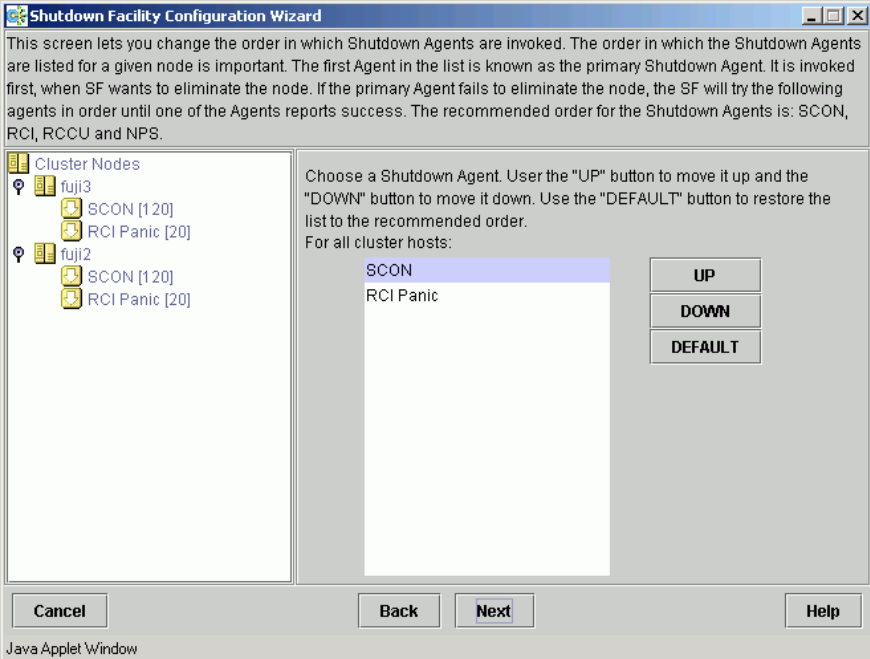 Shutdown Facility Configuration Wizard
This screen lets you change the order in which Shutdown Agents are invoked. The order in which the Shutdown Agents
are listed for a given node is important. The first Agent in the list is known as the primary Shutdown Agent. It is invoked
first, when SF wants to eliminate the node. If the primary Agent fails to eliminate the node, the SF will try the following
agents in order until one of the Agents reports success. The recommended order for the Shutdown Agents is: SCON,
RCI, RCCU and NPS.
Cluster Nodes
fuji3
SCON [120]
RCI Panic [20]
fuji2
SCON [120]
RCI Panic [20]
Choose a Shutdown Agent. User the "UP" button to move it up and the
"DOWN" button to move it down. Use the "DEFAULT" button to restore the
list to the recommended order.
For all cluster hosts:
SCON
RCI Panic
UP
DOWN
DEFAULT
Cancel
Back
Next
Help
Java Applet Window